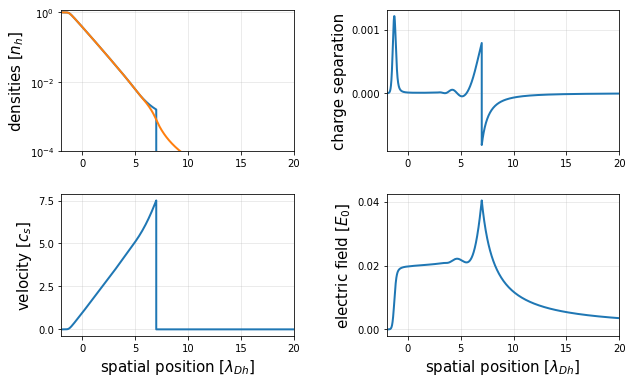 densities [n_h]
10^0
10^{-2}
10^{-4}
0 5 10 15 20
charge separation
0.001
0.000
0 5 10 15 20
velocity [c_s]
7.5
5.0
2.5
0.0
0 5 10 15 20
spatial position [λ_{Dh}]
electric field [E_0]
0.04
0.02
0.00
0 5 10 15 20
spatial position [λ_{Dh}]